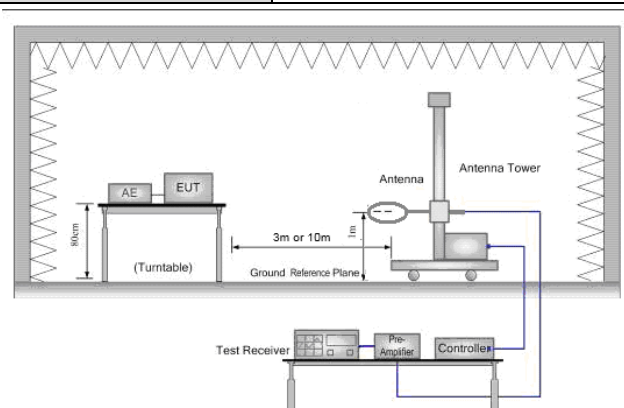 Antenna Tower
Antenna
AE
EUT
80cm
1m
3m or 10m
(Turntable)
Ground Reference Plane
Test Receiver
Pre-
Amplifier
Controller